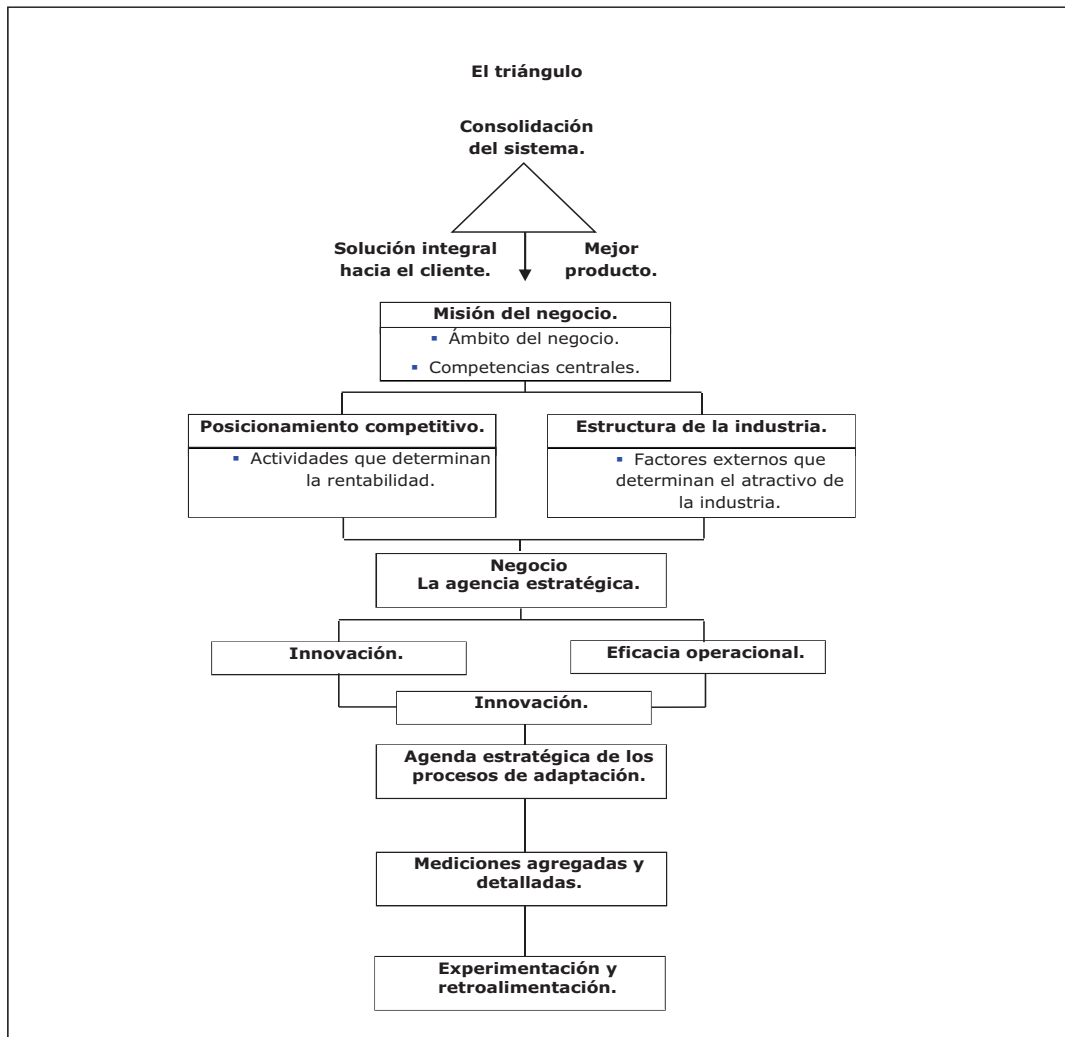 El triángulo
Consolidación
del sistema.
Solución integral
hacia el cliente.
Mejor
producto.
Misión del negocio.
▪ Ámbito del negocio.
▪ Competencias centrales.
Posicionamiento competitivo.
▪ Actividades que determinan
la rentabilidad.
Estructura de la industria.
▪ Factores externos que
determinan el atractivo de
la industria.
Negocio
La agencia estratégica.
Innovación.
Eficacia operacional.
Innovación.
Agenda estratégica de los
procesos de adaptación.
Mediciones agregadas y
detalladas.
Experimentación y
retroalimentación.